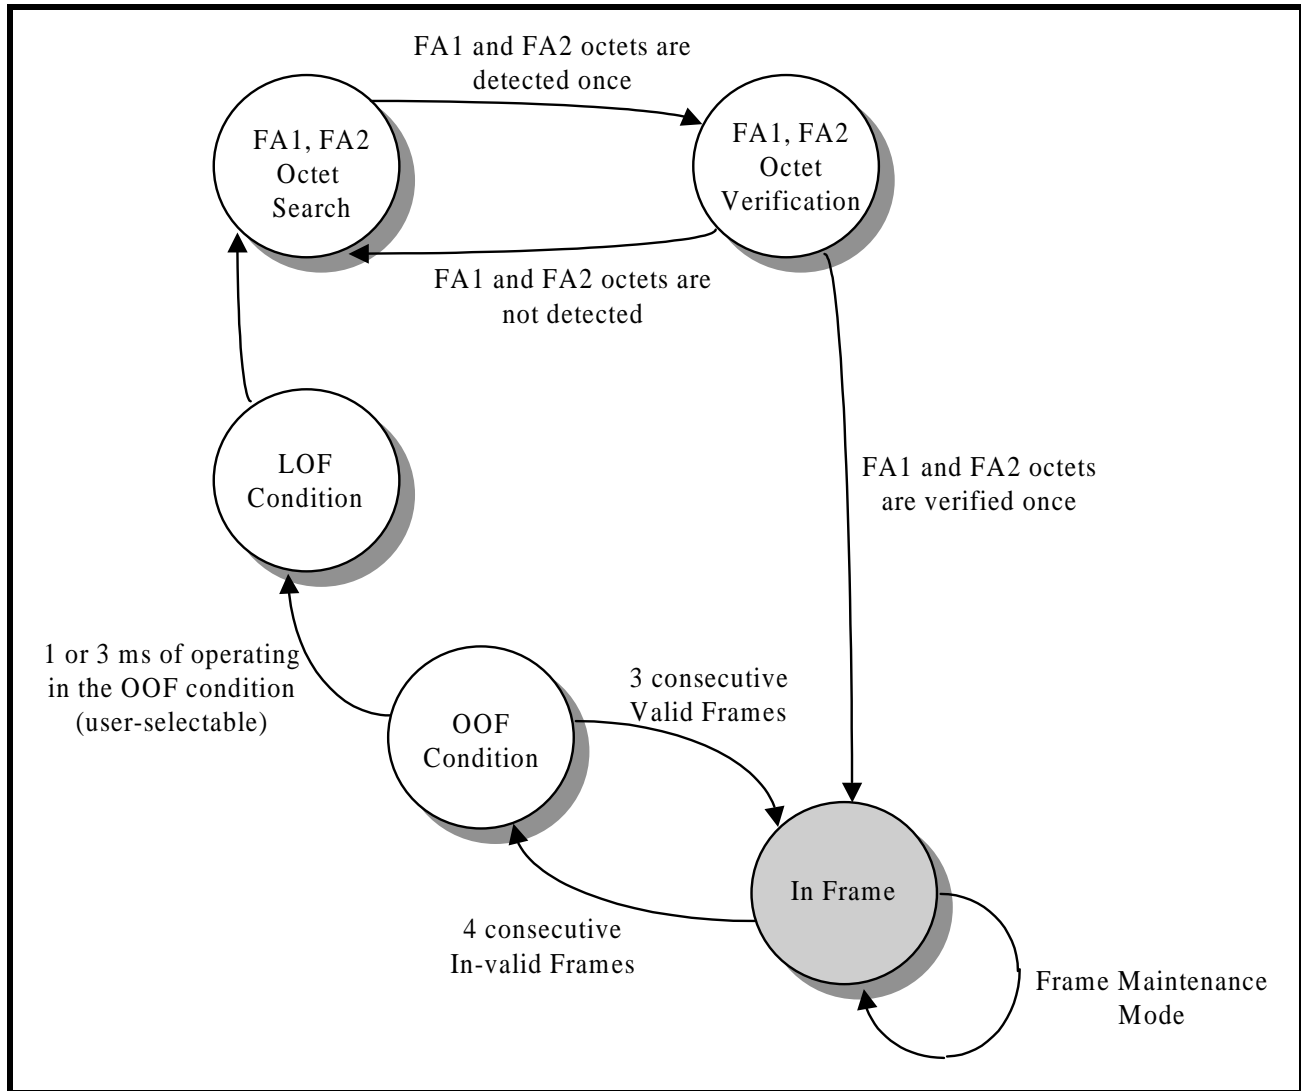 FA1 and FA2 octets are
detected once
FA1, FA2
Octet
Search
FA1, FA2
Octet
Verification
FA1 and FA2 octets are
not detected
LOF
Condition
FA1 and FA2 octets
are verified once
1 or 3 ms of operating
in the OOF condition
(user-selectable)
OOF
Condition
3 consecutive
Valid Frames
In Frame
4 consecutive
In-valid Frames
Frame Maintenance
Mode